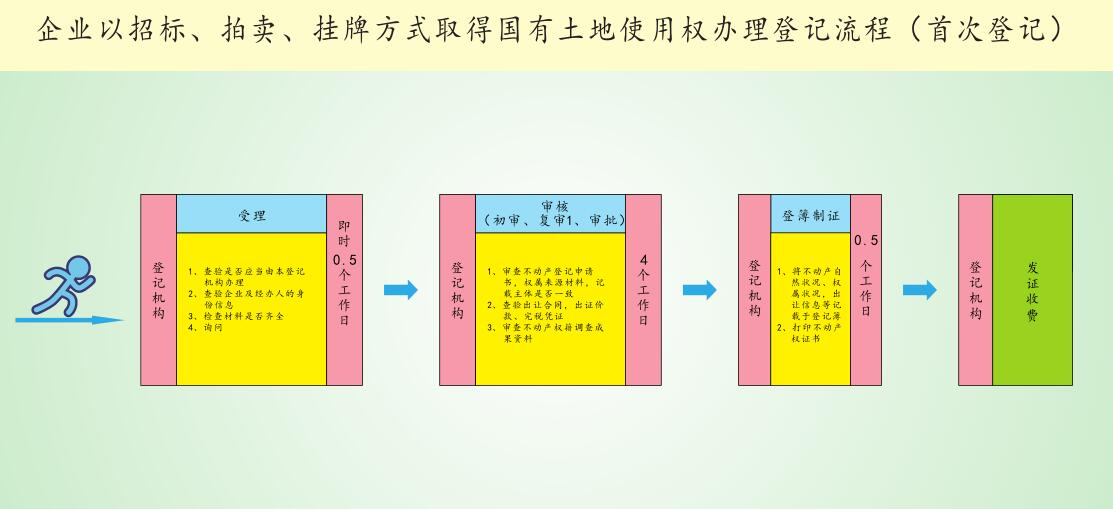 企业以招标、拍卖、挂牌方式取得国有土地使用权办理登记流程（首次登记）
登记机构
受理
1、查验是否应当由本登记
机构办理
2、查验企业及经办人的身
份信息
3、检查材料是否齐全
4、询问
即时
0.5
个工作日
登记机构
审核
（初审、复审1、审批）
1、审查不动产登记申请
书，权属来源材料，记
载主体是否一致
2、查验出让合同，出证价
款、完税凭证
3、审查不动产权籍调查成
果资料
4
个工作日
登记机构
登薄制证
1、将不动产自
然状况、权
属状况，出
让信息等记
载于登记薄
2、打印不动产
权证书
0.5
个工作日
登记机构
发证收费